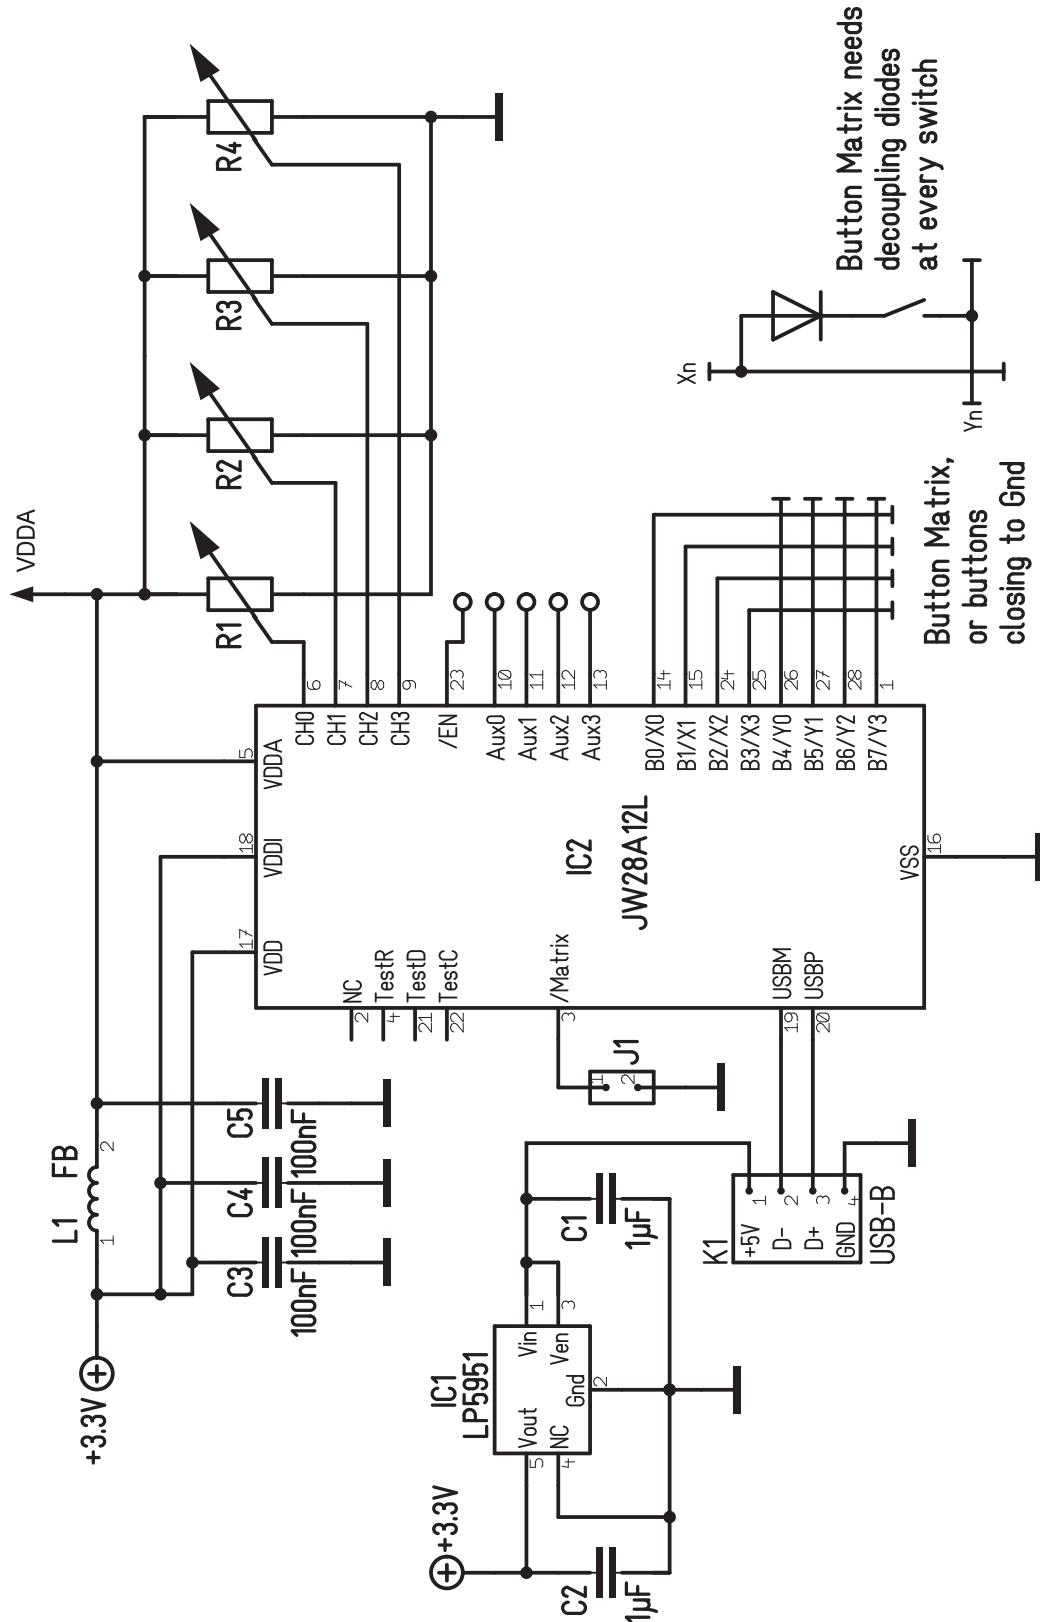 +3.3V
L1 FB
1
2
C3
100nF
C4
100nF
C5
100nF
VDDA
R1
R2
R3
R4
17
VDD
18
VDDI
5
VDDA
NC
2
TestR
4
TestD
21
TestC
22
/Matrix
3
USBM
19
USBP
20
IC2
JW28A12L
CH0
6
CH1
7
CH2
8
CH3
9
/EN
23
Aux0
10
Aux1
11
Aux2
12
Aux3
13
B0/X0
14
B1/X1
15
B2/X2
24
B3/X3
25
B4/Y0
26
B5/Y1
27
B6/Y2
28
B7/Y3
1
VSS
16
J1
1
2
+3.3V
C2
1µF
IC1
LP5951
Vout
5
NC
4
Vin
1
Ven
3
Gnd
2
C1
1µF
K1
+5V
1
D-
2
D+
3
GND
4
USB-B
Button Matrix,
or buttons
closing to Gnd
Xn
Yn
Button Matrix needs
decoupling diodes
at every switch